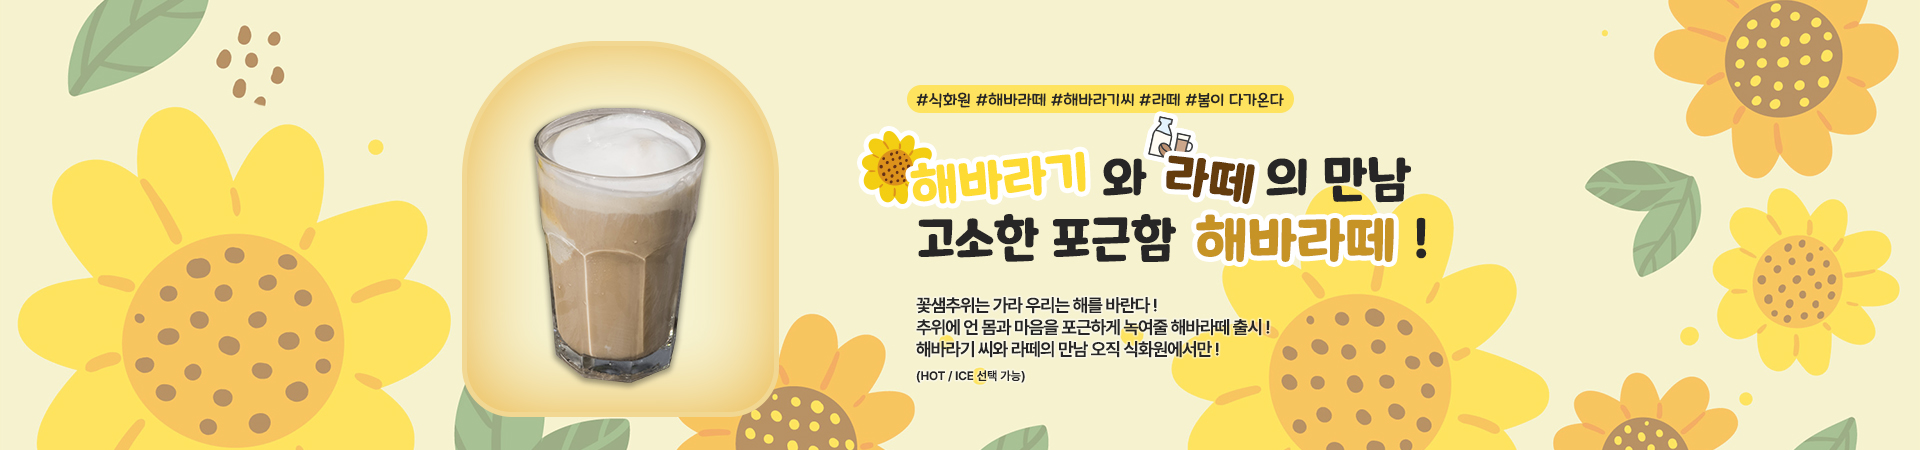 #식화원 #해바라떼 #해바라기씨 #라떼 #봄이 다가온다
해바라기 와 라떼 의 만남
고소한 포근함 해바라떼 !
꽃샘추위는 가라 우리는 해를 바란다 !
추위에 언 몸과 마음을 포근하게 녹여줄 해바라떼 출시 !
해바라기 씨와 라떼의 만남 오직 식화원에서만 !
(HOT / ICE 선택 가능)